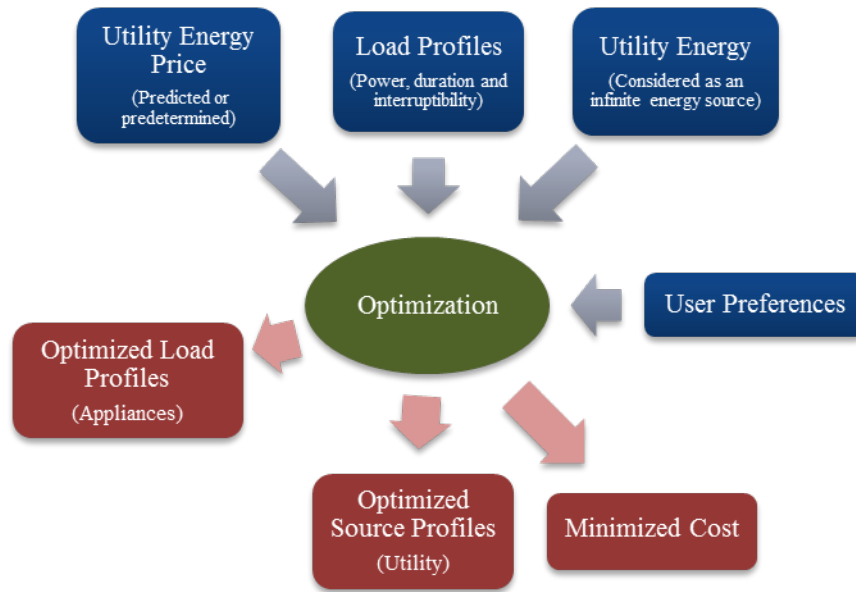 Utility Energy
Price
(Predicted or
predetermined)
Load Profiles
(Power, duration and
interruptibility)
Utility Energy
(Considered as an
infinite energy source)
Optimization
User Preferences
Optimized Load
Profiles
(Appliances)
Optimized
Source Profiles
(Utility)
Minimized Cost